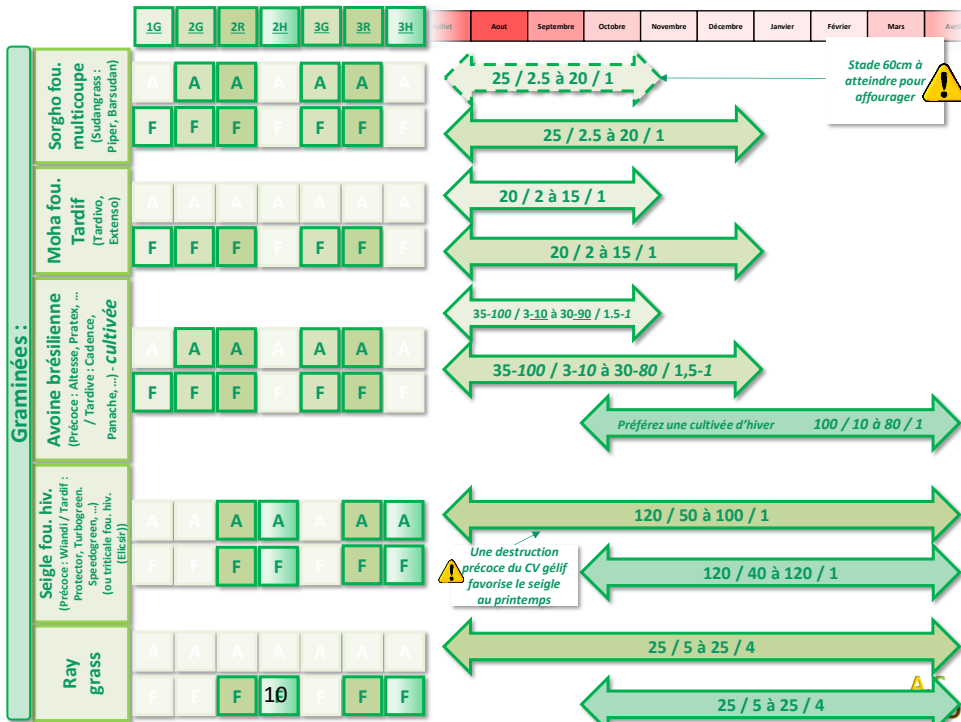 1G 2G 2R 2H 3G 3R 3H
Juillet Aout Septembre Octobre Novembre Décembre Janvier Février Mars Avril
Graminées :
Sorgho fou.
multicoupe
(Sudangrass :
Piper, Barsudan)
A A A A A A A
F F F F F F F
25 / 2.5 à 20 / 1
Stade 60cm à
atteindre pour
affourager
25 / 2.5 à 20 / 1
Moha fou.
Tardif
(Tardivo,
Extenso)
A A A A A A A
F F F F F F F
20 / 2 à 15 / 1
20 / 2 à 15 / 1
Avoine brésilienne
(Précoce : Altesse, Pratex, ...
/ Tardive : Cadence,
Panache, ...) - cultivée
A A A A A A A
F F F F F F F
35-100 / 3-10 à 30-90 / 1.5-1
35-100 / 3-10 à 30-80 / 1,5-1
Préférez une cultivée d'hiver 100 / 10 à 80 / 1
Seigle fou. hiv.
(Précoce : Wiandi / Tardif :
Protector, Turbogreen.
Speedogreen, ...)
(ou triticale fou. hiv.
(Elicsir))
A A A A A A A
F F F F F F F
120 / 50 à 100 / 1
Une destruction
précoce du CV gélif
favorise le seigle
au printemps
120 / 40 à 120 / 1
Ray
grass
A A A A A A A
F F F 10 F F F
25 / 5 à 25 / 4
25 / 5 à 25 / 4